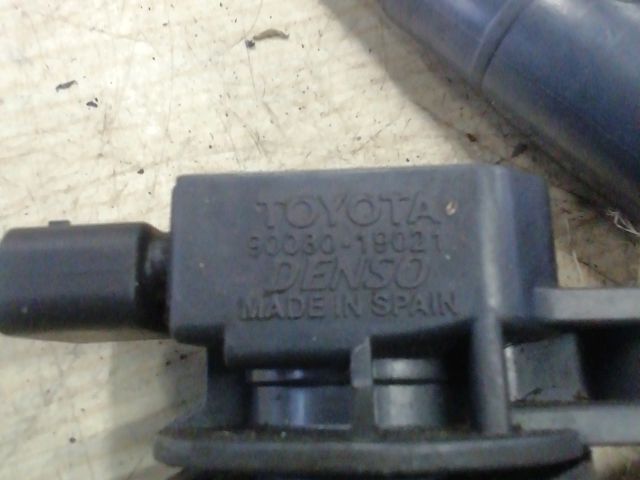 TOYOTA
90080-19021
DENSO
MADE IN SPAIN